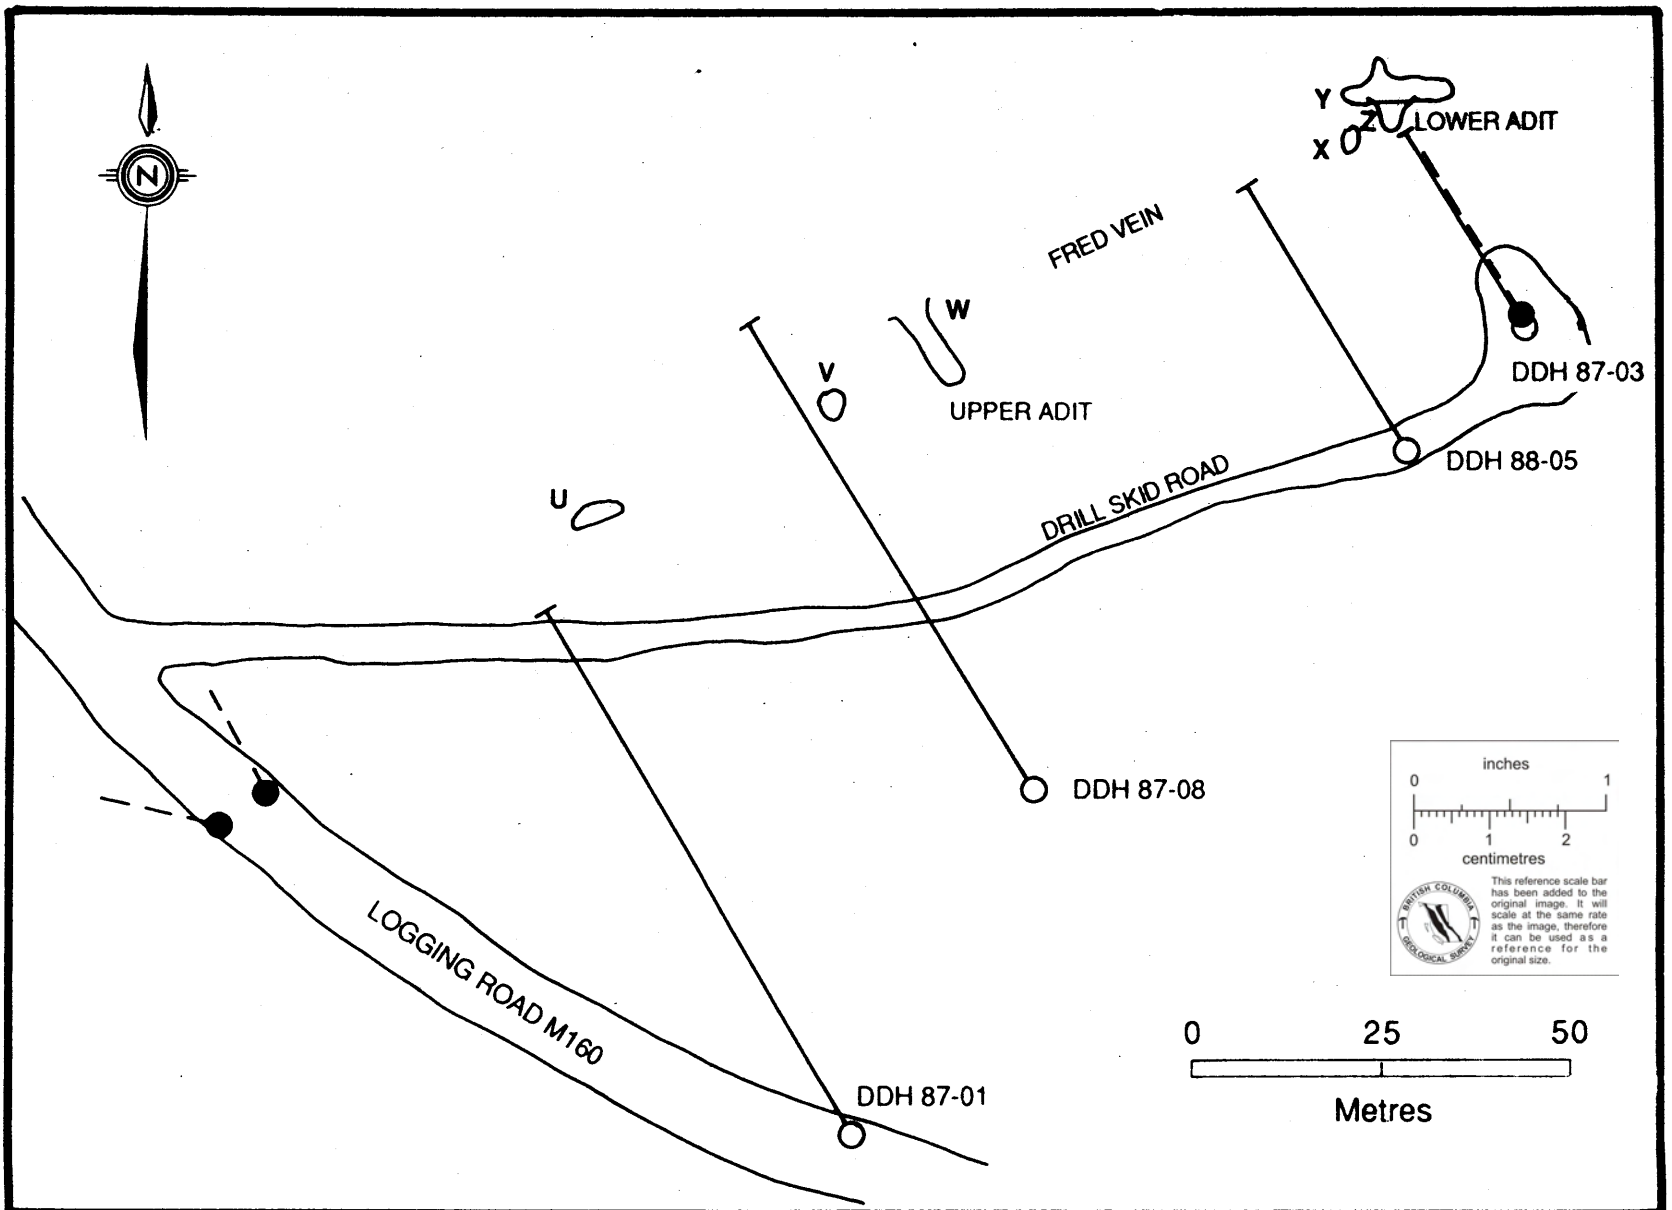 Y
Z
LOWER ADIT
X
N
FRED VEIN
W
V
UPPER ADIT
DDH 87-03
DDH 88-05
U
DRILL SKID ROAD
DDH 87-08
inches
0 1
0 1 2
centimetres
BRITISH COLUMBIA
GEOLOGICAL SURVEY
This reference scale bar
has been added to the
original image. It will
scale at the same rate
as the image, therefore
it can be used as a
reference for the
original size.
LOGGING ROAD M160
DDH 87-01
0 25 50
Metres